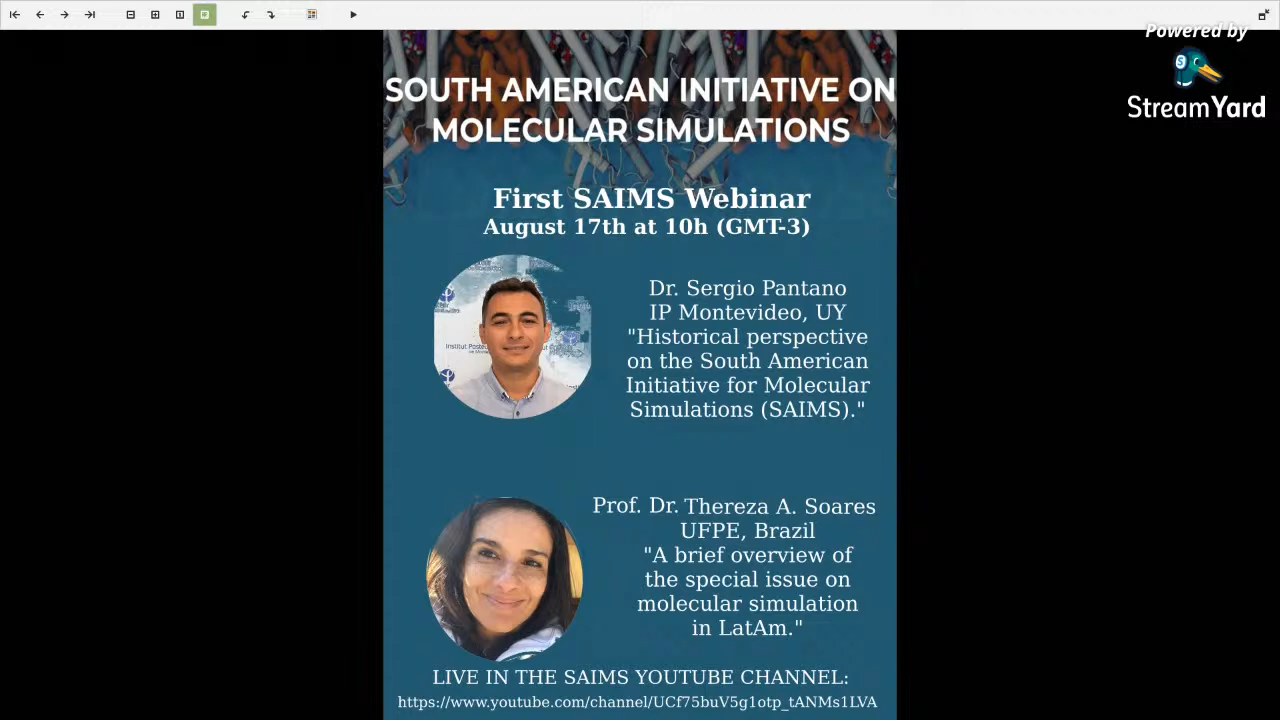 Powered by
StreamYard
SOUTH AMERICAN INITIATIVE ON
MOLECULAR SIMULATIONS
First SAIMS Webinar
August 17th at 10h (GMT-3)
Dr. Sergio Pantano
IP Montevideo, UY
"Historical perspective
on the South American
Initiative for Molecular
Simulations (SAIMS)."
Prof. Dr. Thereza A. Soares
UFPE, Brazil
"A brief overview of
the special issue on
molecular simulation
in LatAm."
LIVE IN THE SAIMS YOUTUBE CHANNEL:
https://www.youtube.com/channel/UCf75buV5g1otp_tANMs1LVA